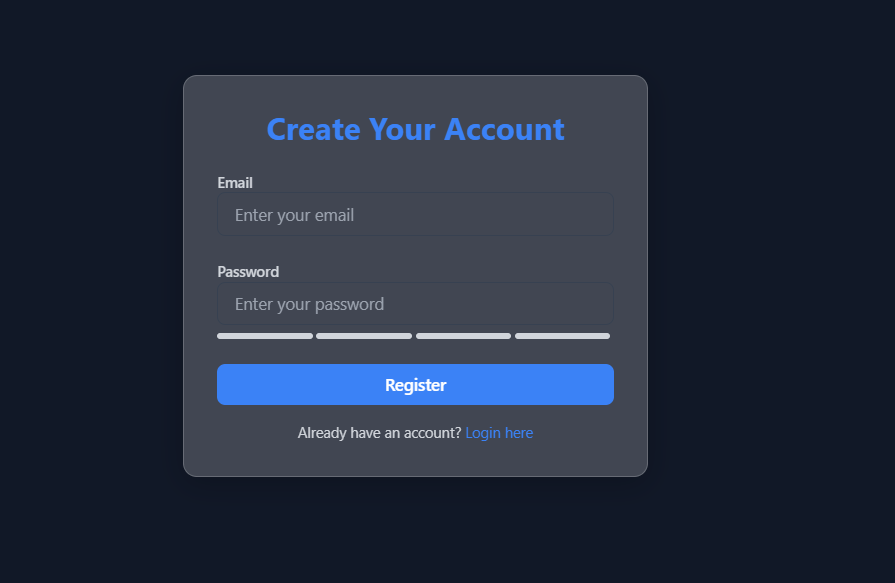 Create Your Account
Email
Enter your email
Password
Enter your password
Register
Already have an account? Login here